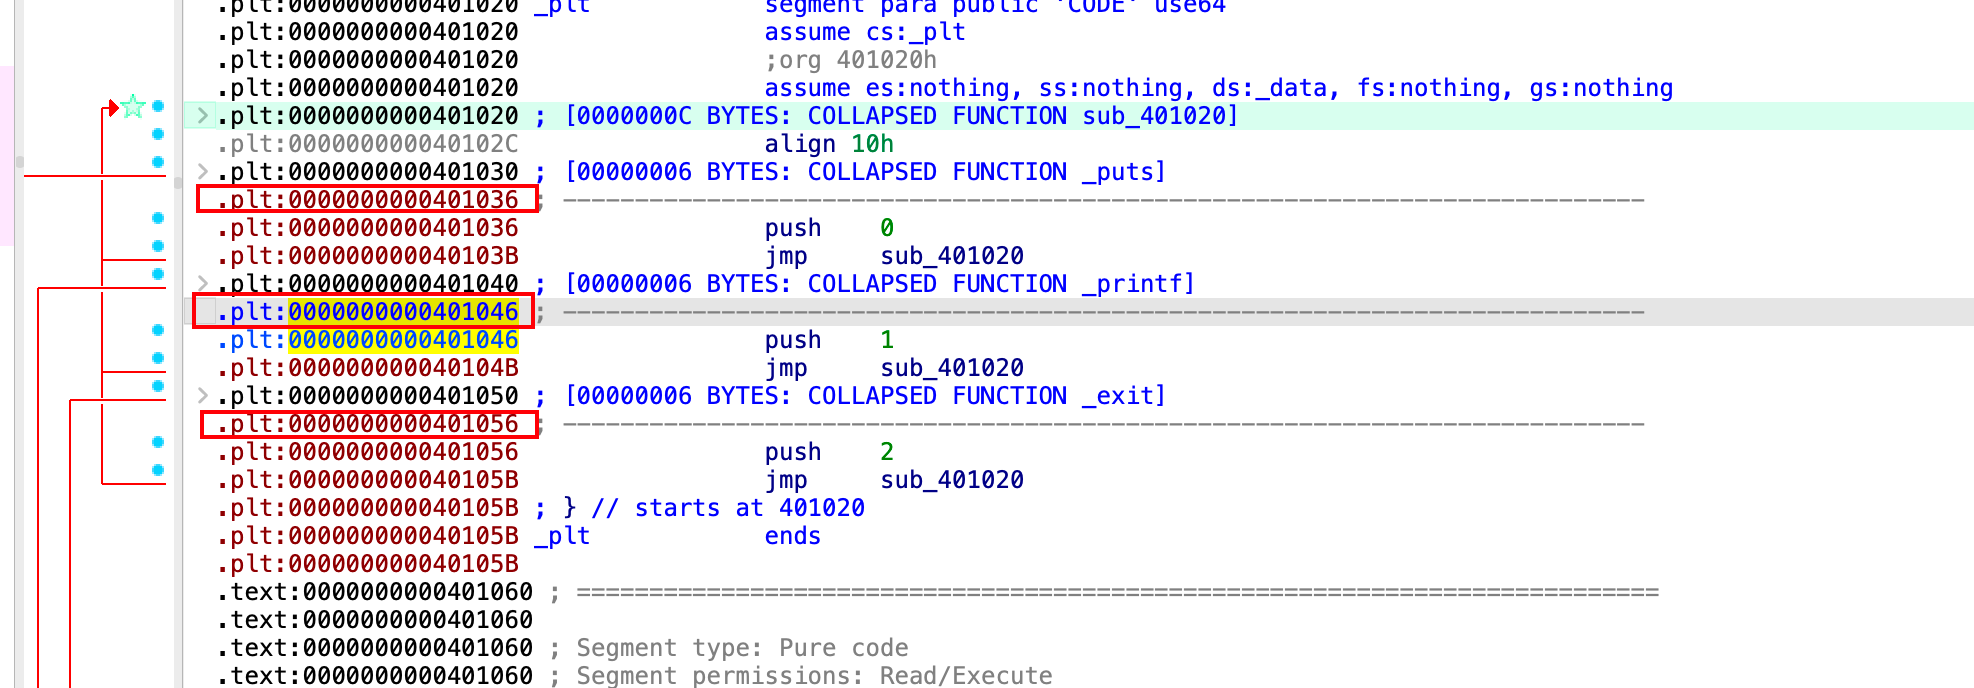 .plt:0000000000401020 _plt            segment para public 'CODE' use64
.plt:0000000000401020                 assume cs:_plt
.plt:0000000000401020                 ;org 401020h
.plt:0000000000401020                 assume es:nothing, ss:nothing, ds:_data, fs:nothing, gs:nothing
.plt:0000000000401020 ; [0000000C BYTES: COLLAPSED FUNCTION sub_401020]
.plt:000000000040102C                 align 10h
.plt:0000000000401030 ; [00000006 BYTES: COLLAPSED FUNCTION _puts]
.plt:0000000000401036 ; ---------------------------------------------------------------------------
.plt:0000000000401036                 push    0
.plt:000000000040103B                 jmp     sub_401020
.plt:0000000000401040 ; [00000006 BYTES: COLLAPSED FUNCTION _printf]
.plt:0000000000401046 ; ---------------------------------------------------------------------------
.plt:0000000000401046                 push    1
.plt:000000000040104B                 jmp     sub_401020
.plt:0000000000401050 ; [00000006 BYTES: COLLAPSED FUNCTION _exit]
.plt:0000000000401056 ; ---------------------------------------------------------------------------
.plt:0000000000401056                 push    2
.plt:000000000040105B                 jmp     sub_401020
.plt:000000000040105B ; } // starts at 401020
.plt:000000000040105B _plt            ends
.plt:000000000040105B
.text:0000000000401060 ; ===========================================================================
.text:0000000000401060
.text:0000000000401060 ; Segment type: Pure code
.text:0000000000401060 ; Segment permissions: Read/Execute